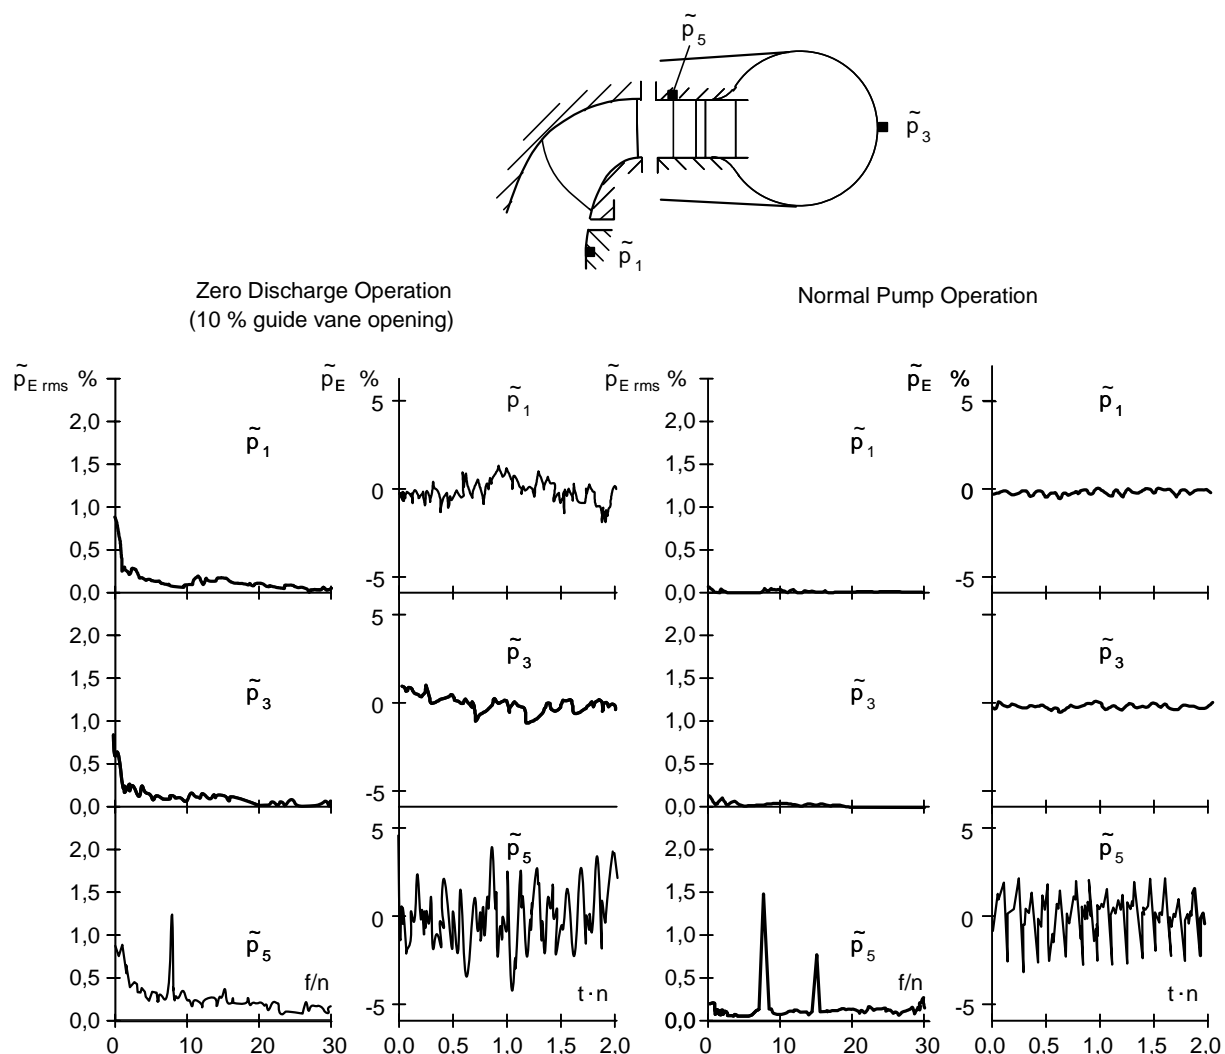 p̃5
p̃3
p̃1
Zero Discharge Operation
(10 % guide vane opening)
Normal Pump Operation
p̃E rms %
p̃E %
p̃E rms %
p̃E %
2,0
1,5
1,0
0,5
0,0
p̃1
5
0
-5
p̃1
2,0
1,5
1,0
0,5
0,0
p̃1
5
0
-5
p̃1
2,0
1,5
1,0
0,5
0,0
p̃3
5
0
-5
p̃3
2,0
1,5
1,0
0,5
0,0
p̃3
p̃3
2,0
1,5
1,0
0,5
0,0
p̃5
f/n
0 10 20 30
5
0
-5
p̃5
t · n
0,0 0,5 1,0 1,5 2,0
2,0
1,5
1,0
0,5
0,0
p̃5
f/n
0 10 20 30
5
0
-5
p̃5
t · n
0,0 0,5 1,0 1,5 2,0